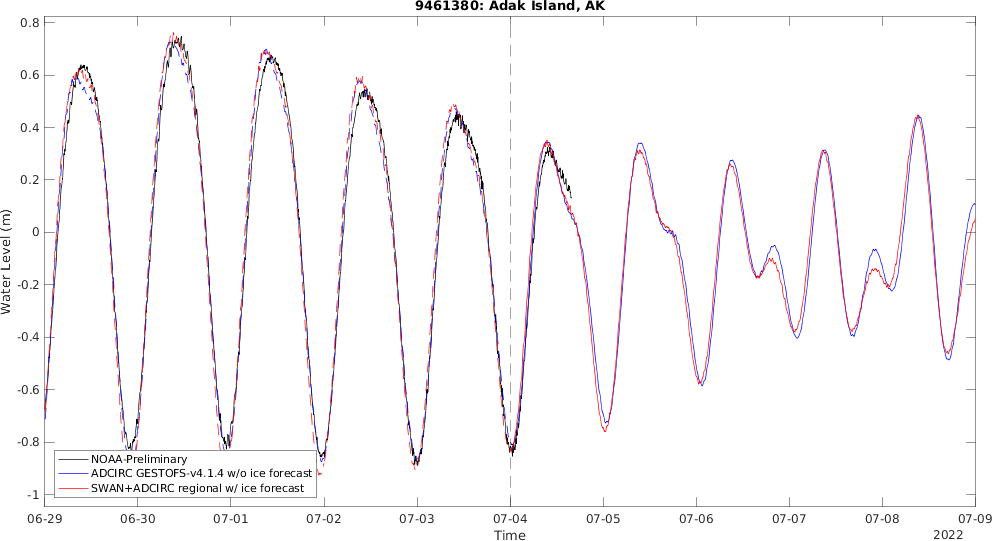 9461380: Adak Island, AK
Water Level (m)
0.8
0.6
0.4
0.2
0
-0.2
-0.4
-0.6
-0.8
-1
NOAA-Preliminary
ADCIRC GESTOFS-v4.1.4 w/o ice forecast
SWAN+ADCIRC regional w/ ice forecast
06-29 06-30 07-01 07-02 07-03 07-04 07-05 07-06 07-07 07-08 07-09
Time
2022